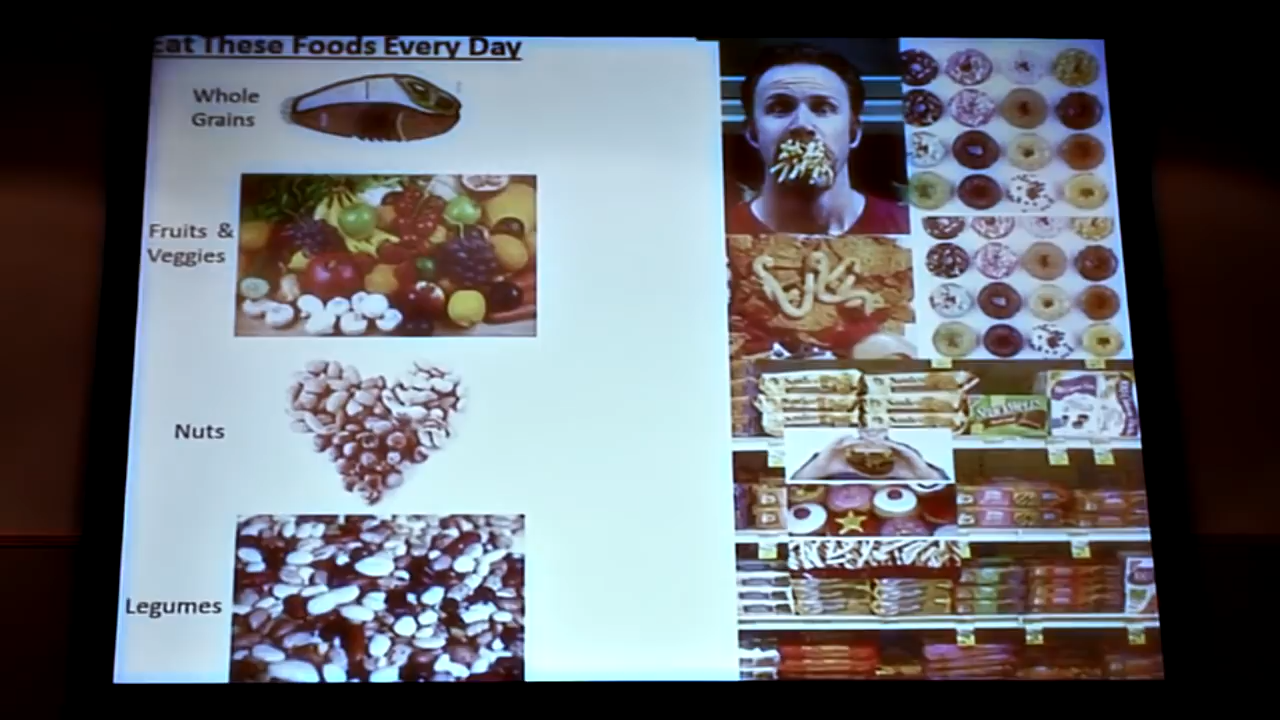 Eat These Foods Every Day
Whole
Grains
Fruits &
Veggies
Nuts
Legumes